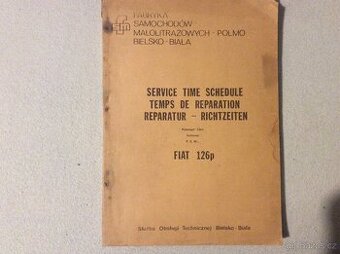 FABRYKA
SAMOCHODÓW
MAŁOLITRAŻOWYCH - POLMO
BIELSKO - BIAŁA
SERVICE TIME SCHEDULE
TEMPS DE REPARATION
REPARATUR - RICHTZEITEN
FIAT 126p
Stacja Obsługi Technicznej Bielsko - Biała